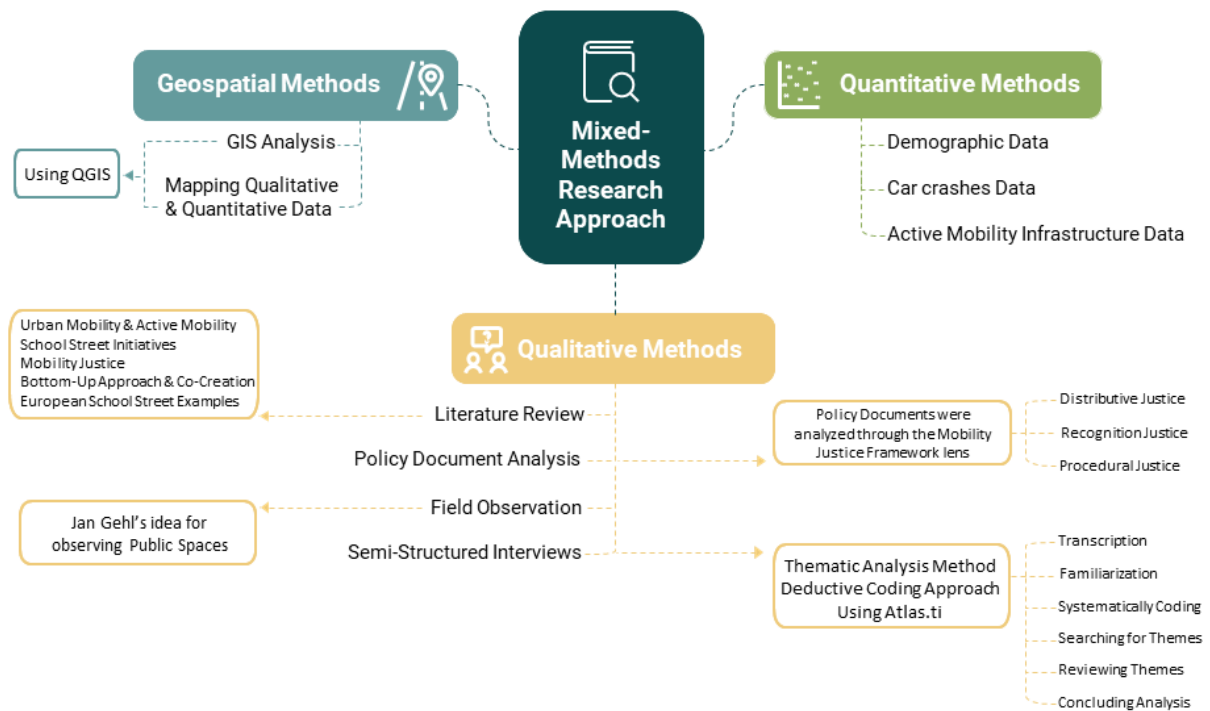 Mixed-
Methods
Research
Approach
Geospatial Methods
GIS Analysis
Mapping Qualitative
& Quantitative Data
Using QGIS
Quantitative Methods
Demographic Data
Car crashes Data
Active Mobility Infrastructure Data
Qualitative Methods
Literature Review
Urban Mobility & Active Mobility
School Street Initiatives
Mobility Justice
Bottom-Up Approach & Co-Creation
European School Street Examples
Policy Document Analysis
Policy Documents were
analyzed through the Mobility
Justice Framework lens
Distributive Justice
Recognition Justice
Procedural Justice
Field Observation
Jan Gehl's idea for
observing Public Spaces
Semi-Structured Interviews
Thematic Analysis Method
Deductive Coding Approach
Using Atlas.ti
Transcription
Familiarization
Systematically Coding
Searching for Themes
Reviewing Themes
Concluding Analysis